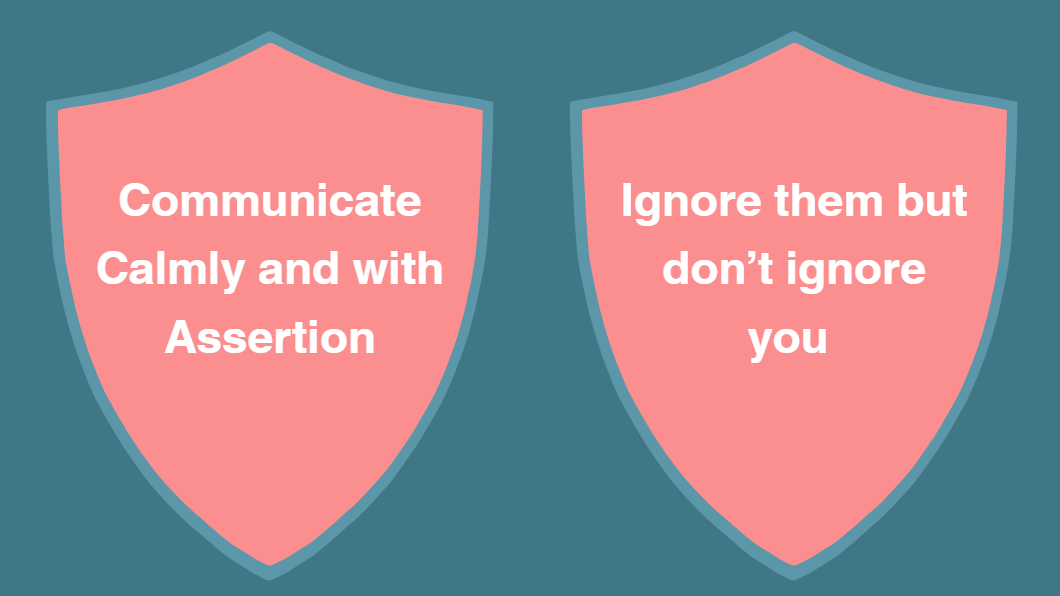 Communicate
Calmly and with
Assertion
Ignore them but
don’t ignore
you